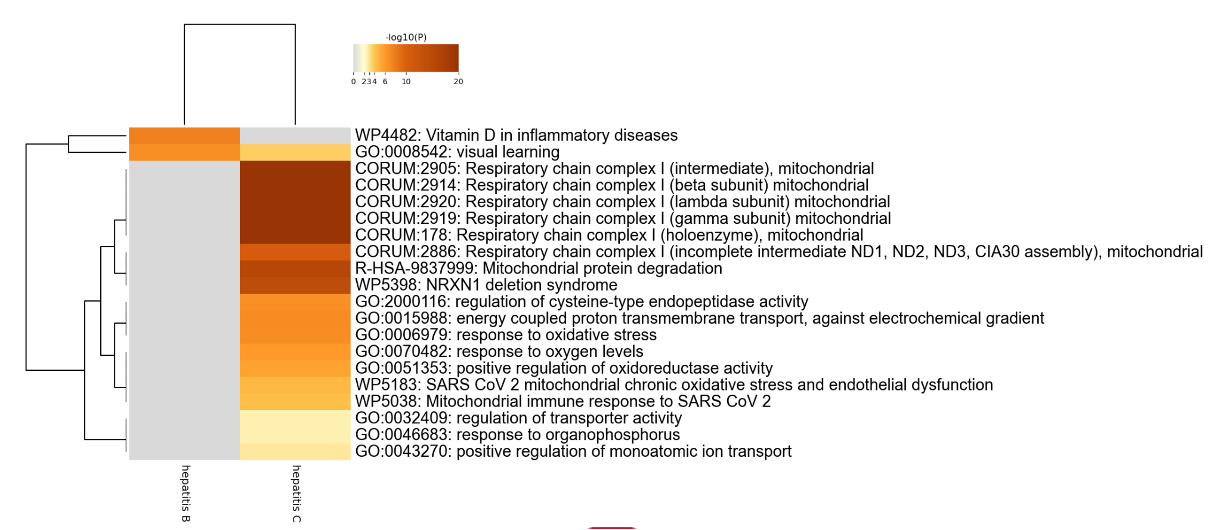 -log10(P)
0 2 3 4 6 10 20
WP4482: Vitamin D in inflammatory diseases
GO:0008542: visual learning
CORUM:2905: Respiratory chain complex I (intermediate), mitochondrial
CORUM:2914: Respiratory chain complex I (beta subunit) mitochondrial
CORUM:2920: Respiratory chain complex I (lambda subunit) mitochondrial
CORUM:2919: Respiratory chain complex I (gamma subunit) mitochondrial
CORUM:178: Respiratory chain complex I (holoenzyme), mitochondrial
CORUM:2886: Respiratory chain complex I (incomplete intermediate ND1, ND2, ND3, CIA30 assembly), mitochondrial
R-HSA-9837999: Mitochondrial protein degradation
WP5398: NRXN1 deletion syndrome
GO:2000116: regulation of cysteine-type endopeptidase activity
GO:0015988: energy coupled proton transmembrane transport, against electrochemical gradient
GO:0006979: response to oxidative stress
GO:0070482: response to oxygen levels
GO:0051353: positive regulation of oxidoreductase activity
WP5183: SARS CoV 2 mitochondrial chronic oxidative stress and endothelial dysfunction
WP5038: Mitochondrial immune response to SARS CoV 2
GO:0032409: regulation of transporter activity
GO:0046683: response to organophosphorus
GO:0043270: positive regulation of monoatomic ion transport
hepatitis B
hepatitis C